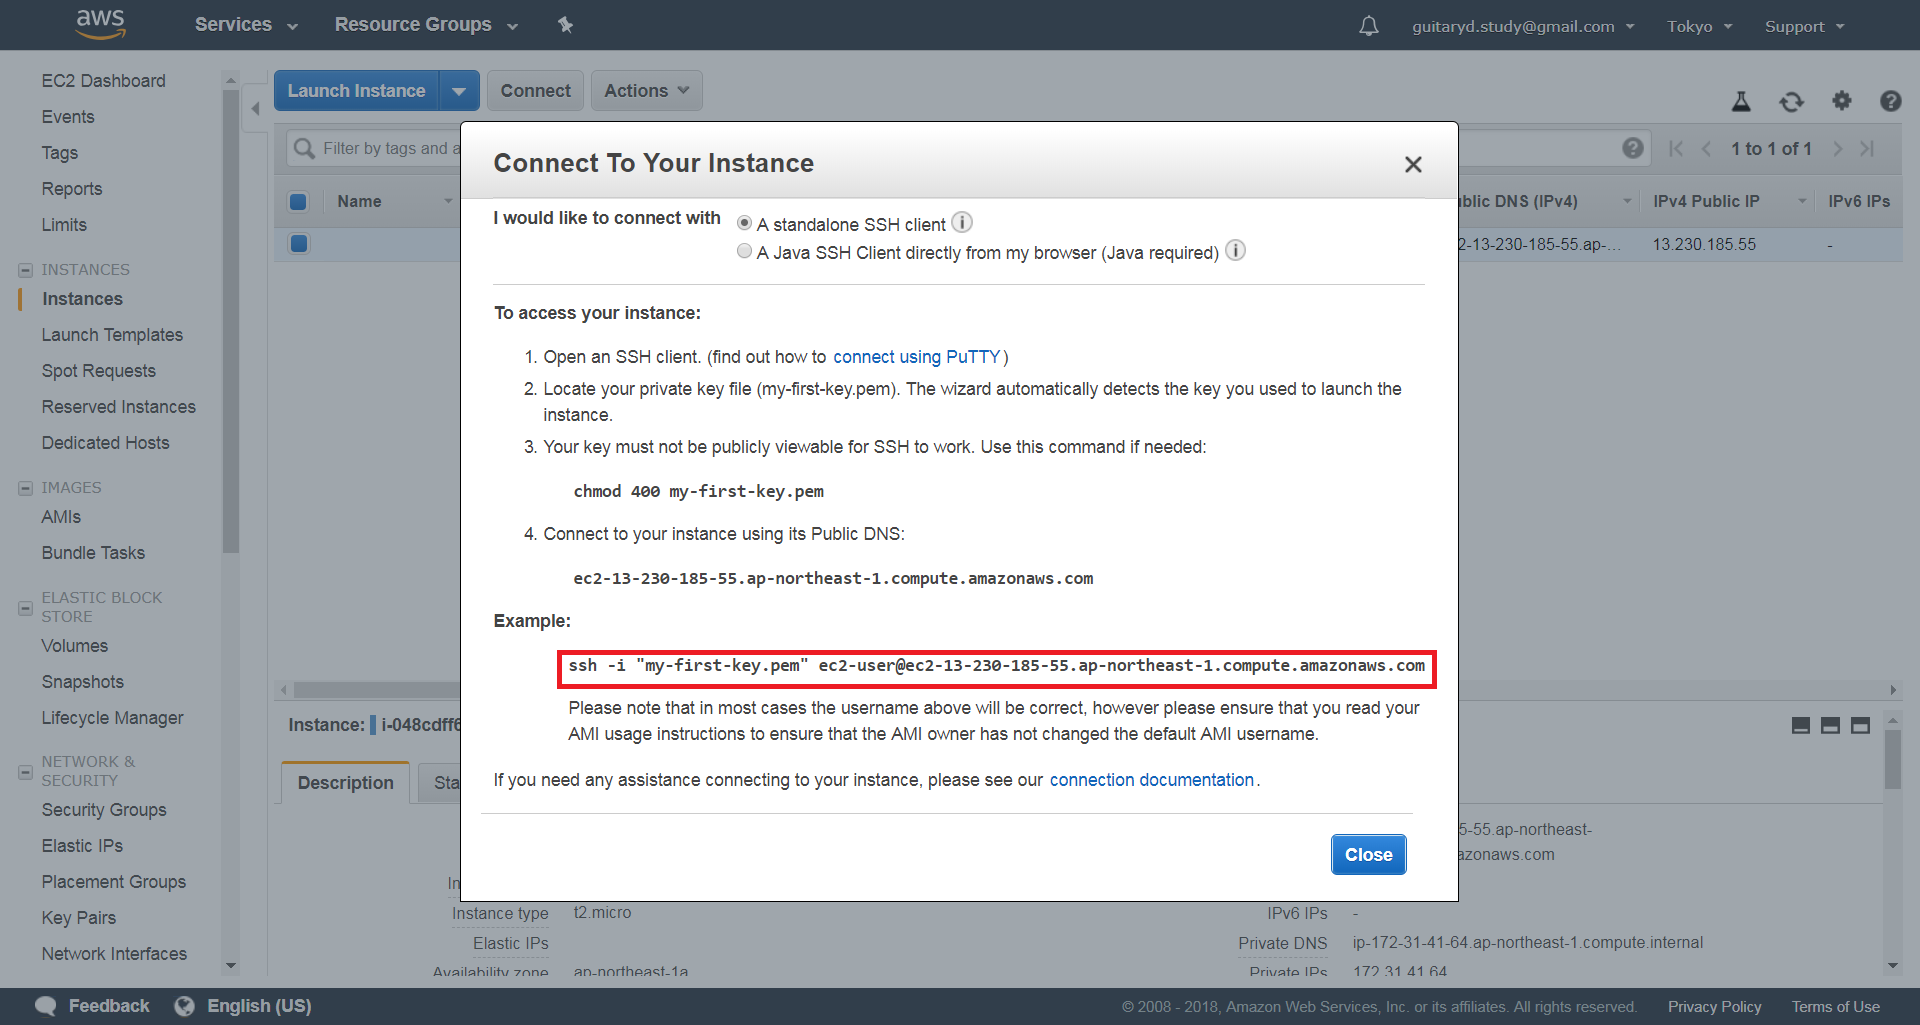 aws Services Resource Groups guitaryd.study@gmail.com Tokyo Support
EC2 Dashboard
Events
Tags
Reports
Limits
INSTANCES
Instances
Launch Templates
Spot Requests
Reserved Instances
Dedicated Hosts
IMAGES
AMIs
Bundle Tasks
ELASTIC BLOCK
STORE
Volumes
Snapshots
Lifecycle Manager
NETWORK &
SECURITY
Security Groups
Elastic IPs
Placement Groups
Key Pairs
Network Interfaces
Launch Instance Connect Actions
Filter by tags and a
1 to 1 of 1
Name
blic DNS (IPv4) IPv4 Public IP IPv6 IPs
2-13-230-185-55.ap-... 13.230.185.55 -
Connect To Your Instance
I would like to connect with A standalone SSH client
A Java SSH Client directly from my browser (Java required)
To access your instance:
1. Open an SSH client. (find out how to connect using PuTTY)
2. Locate your private key file (my-first-key.pem). The wizard automatically detects the key you used to launch the
instance.
3. Your key must not be publicly viewable for SSH to work. Use this command if needed:
chmod 400 my-first-key.pem
4. Connect to your instance using its Public DNS:
ec2-13-230-185-55.ap-northeast-1.compute.amazonaws.com
Example:
ssh -i "my-first-key.pem" ec2-user@ec2-13-230-185-55.ap-northeast-1.compute.amazonaws.com
Please note that in most cases the username above will be correct, however please ensure that you read your
AMI usage instructions to ensure that the AMI owner has not changed the default AMI username.
If you need any assistance connecting to your instance, please see our connection documentation.
Close
Instance: i-048cdff6
Description Sta
5-55.ap-northeast-
azonaws.com
In
Instance type t2.micro
IPv6 IPs -
Elastic IPs
Private DNS ip-172-31-41-64.ap-northeast-1.compute.internal
Availability zone ap-northeast-1a
Private IPs 172.31.41.64
Feedback English (US)
© 2008 - 2018, Amazon Web Services, Inc. or its affiliates. All rights reserved. Privacy Policy Terms of Use